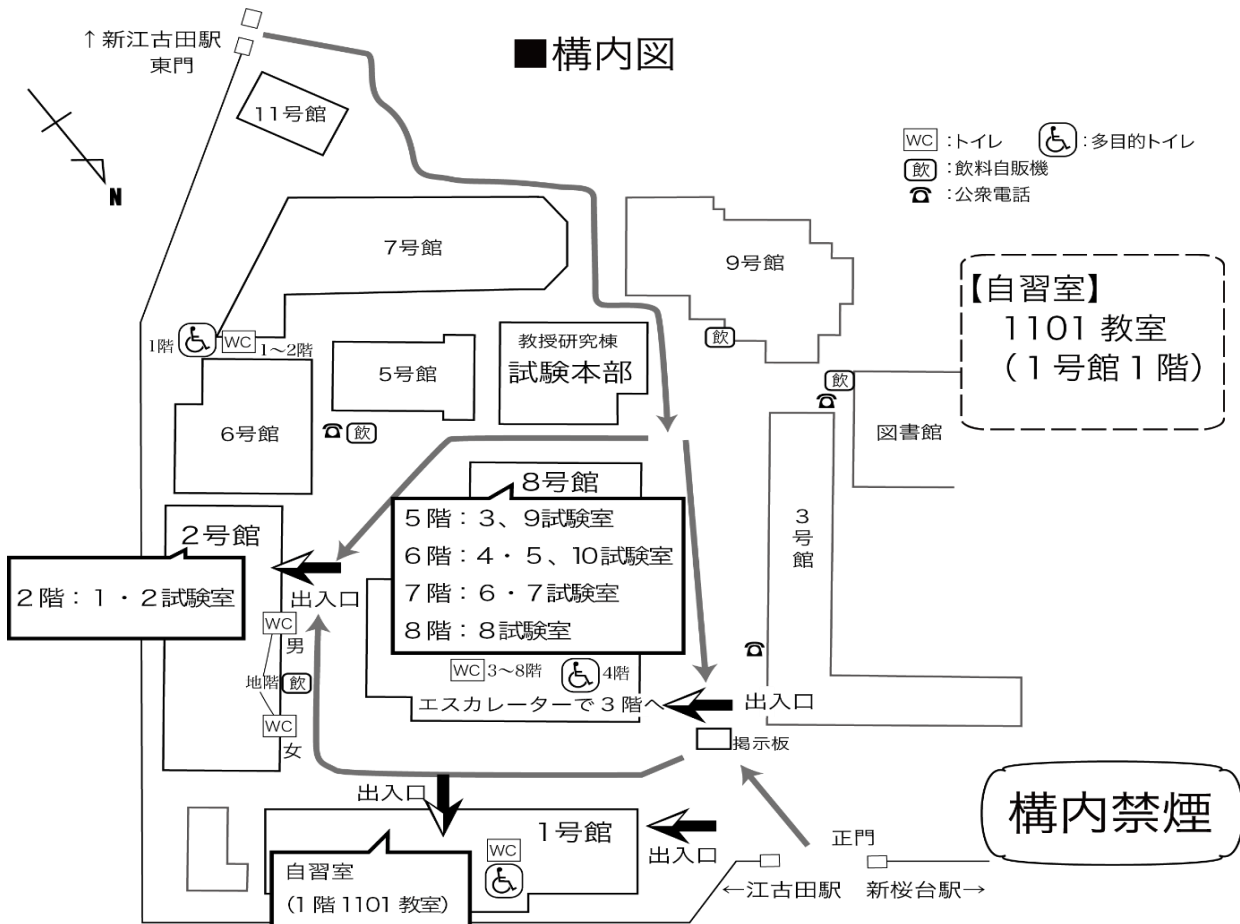 ■構内図
↑新江古田駅
東門
11号館
N
WC：トイレ
：多目的トイレ
飲：飲料自販機
：公衆電話
7号館
9号館
飲
【自習室】
1101 教室
（1 号館 1 階）
1階
WC
1～2階
5号館
教授研究棟
試験本部
6号館
飲
飲
図書館
8号館
5 階：3、9試験室
6 階：4・5、10試験室
7 階：6・7試験室
8 階：8試験室
3号館
2号館
2 階：1・2試験室
出入口
WC
男
地階
飲
WC
女
WC 3～8階
4階
エスカレーターで 3 階へ
出入口
掲示板
出入口
1号館
WC
出入口
自習室
(1 階 1101 教室)
正門
←江古田駅
新桜台駅→
構内禁煙